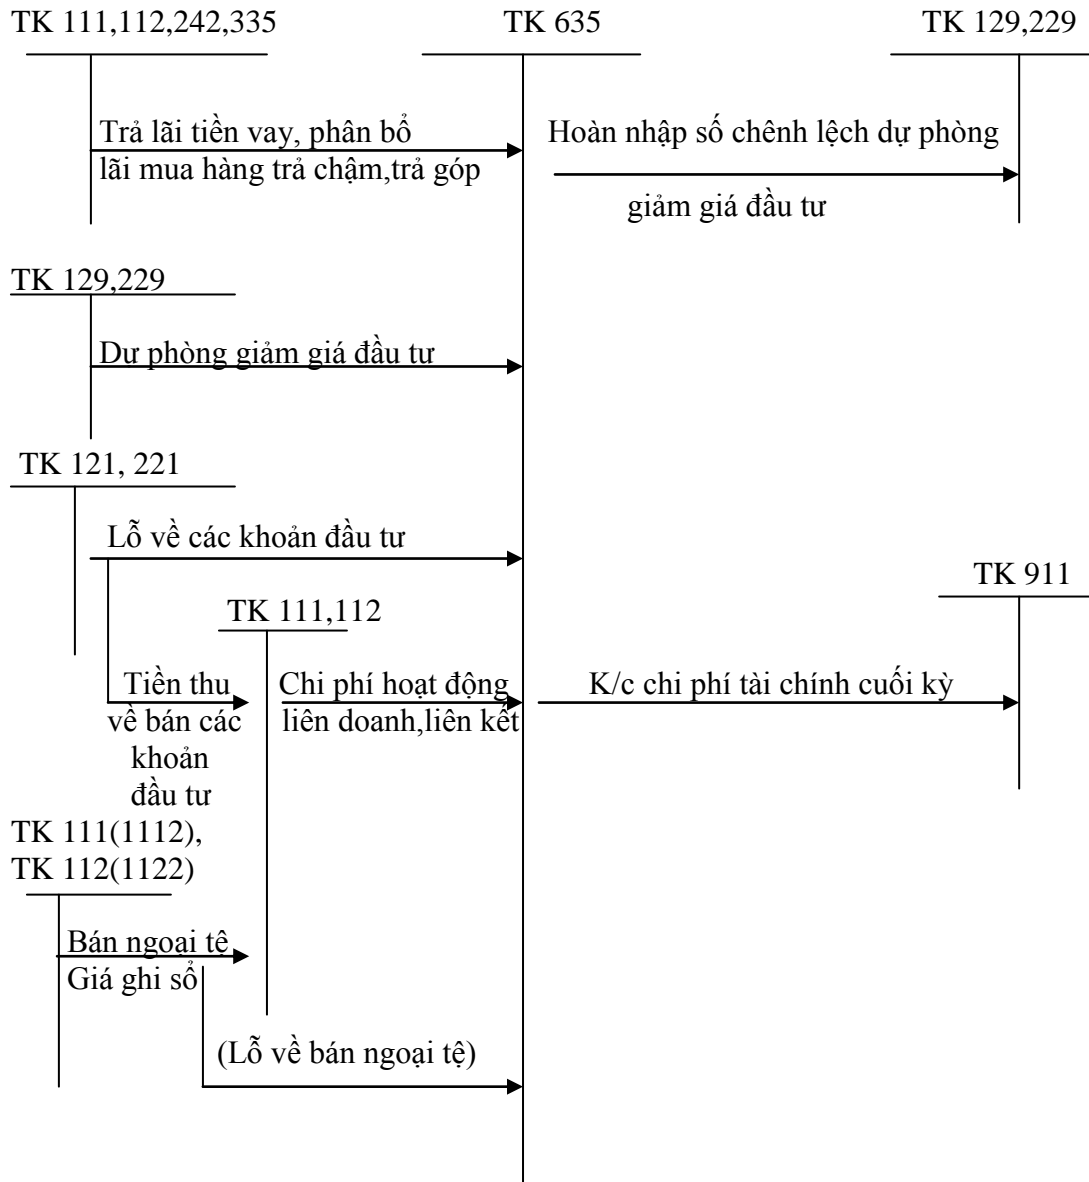 TK 111,112,242,335
TK 635
TK 129,229
Trả lãi tiền vay, phân bổ
lãi mua hàng trả chậm,trả góp
Hoàn nhập số chênh lệch dự phòng
giảm giá đầu tư
TK 129,229
Dự phòng giảm giá đầu tư
TK 121, 221
Lỗ về các khoản đầu tư
TK 911
TK 111,112
Tiền thu
về bán các
khoản
đầu tư
Chi phí hoạt động
liên doanh,liên kết
K/c chi phí tài chính cuối kỳ
TK 111(1112),
TK 112(1122)
Bán ngoại tệ
Giá ghi sổ
(Lỗ về bán ngoại tệ)